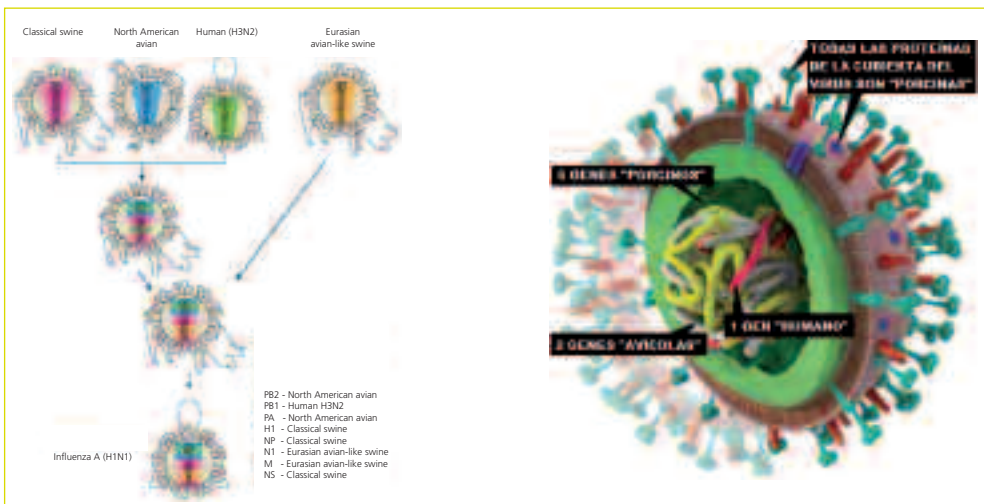 Classical swine
North American
avian
Human (H3N2)
Eurasian
avian-like swine
Influenza A (H1N1)
PB2 - North American avian
PB1 - Human H3N2
PA - North American avian
H1 - Classical swine
NP - Classical swine
N1 - Eurasian avian-like swine
M - Eurasian avian-like swine
NS - Classical swine
TODAS LAS PROTEÍNAS
DE LA CUBIERTA DEL
VIRUS SON "PORCINAS"
GENES "PORCINOS"
1 GEN "HUMANO"
2 GENES "AVÍCOLAS"